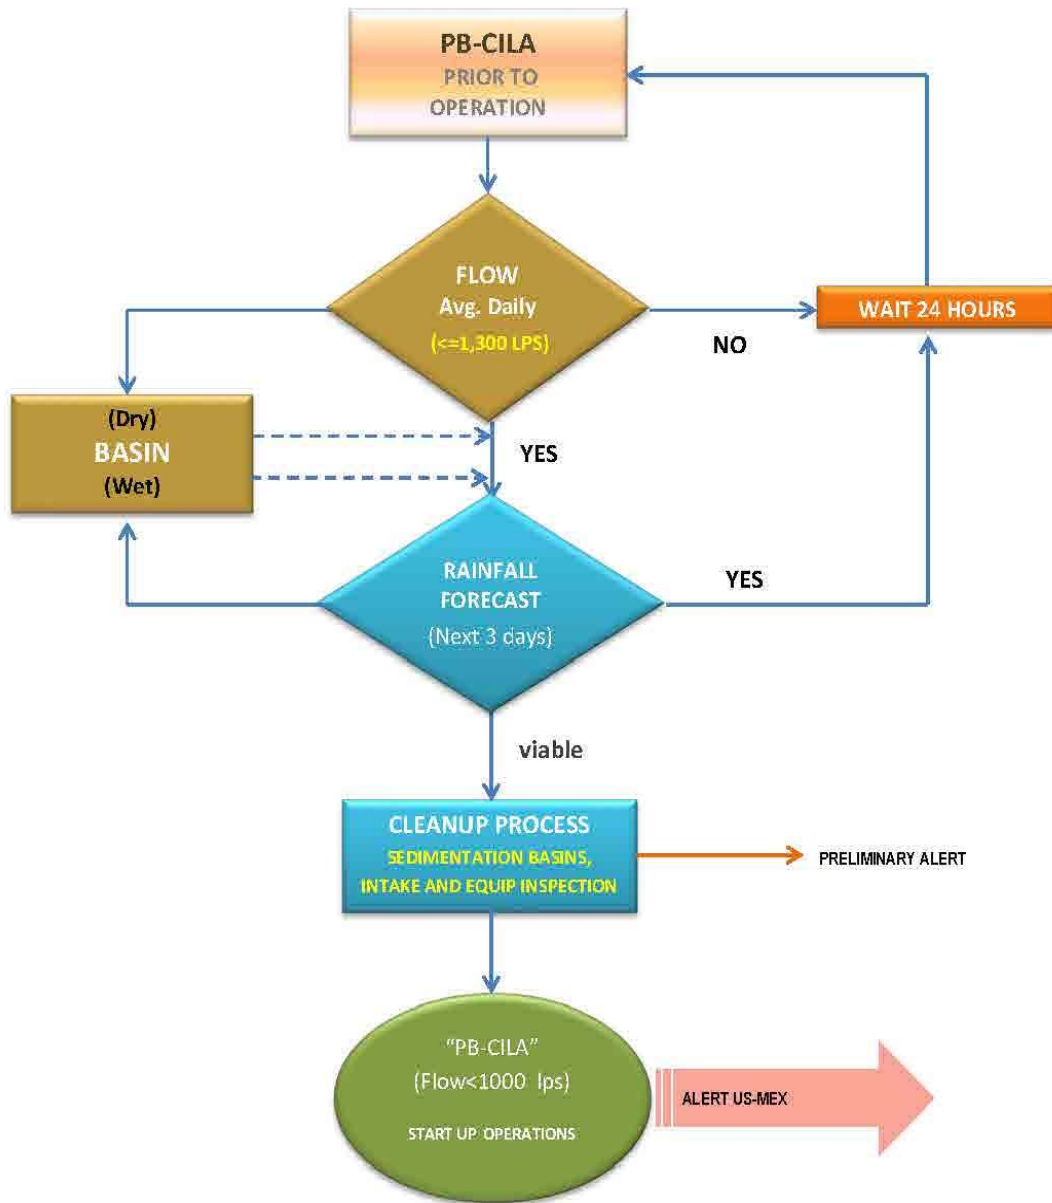 PB-CILA
PRIOR TO
OPERATION
FLOW
Avg. Daily
(<=1,300 LPS)
NO
WAIT 24 HOURS
(Dry)
BASIN
(Wet)
YES
RAINFALL
FORECAST
(Next 3 days)
YES
viable
CLEANUP PROCESS
SEDIMENTATION BASINS,
INTAKE AND EQUIP INSPECTION
PRELIMINARY ALERT
"PB-CILA"
(Flow<1000 lps)
START UP OPERATIONS
ALERT US-MEX